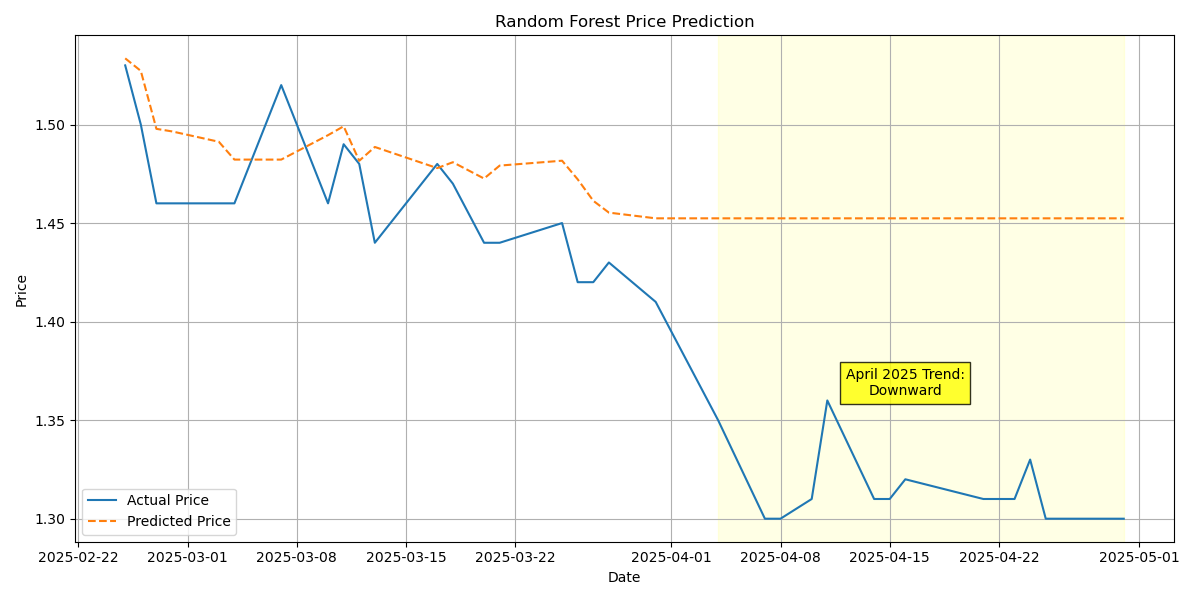 Random Forest Price Prediction
Price
1.50
1.45
1.40
1.35
1.30
April 2025 Trend:
Downward
Actual Price
Predicted Price
2025-02-22
2025-03-01
2025-03-08
2025-03-15
2025-03-22
2025-04-01
2025-04-08
2025-04-15
2025-04-22
2025-05-01
Date